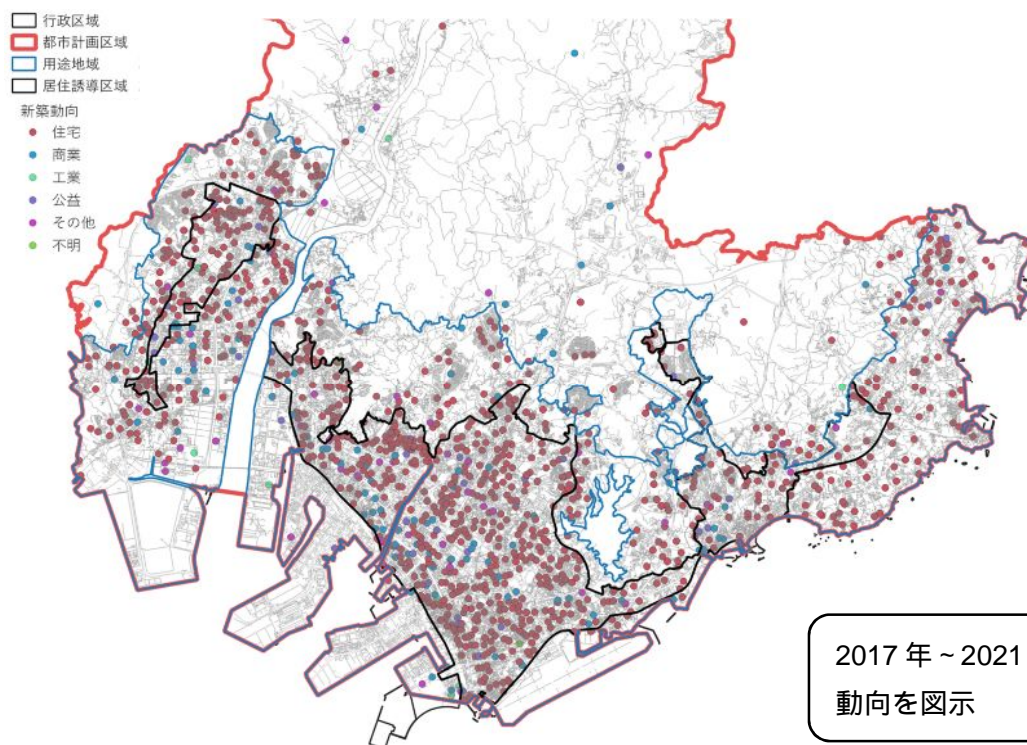 行政区域
都市計画区域
用途地域
居住誘導区域
新築動向
住宅
商業
工業
公益
その他
不明
2017 年 ~ 2021
動向を図示